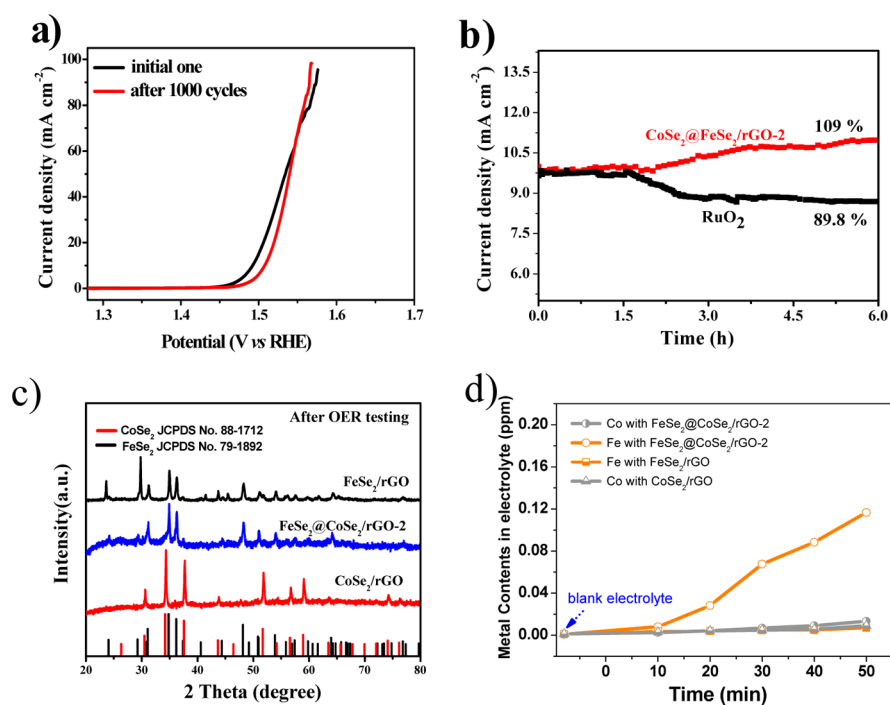 a)
Current density (mA cm⁻²)
100
80
60
40
20
0
initial one
after 1000 cycles
1.3
1.4
1.5
1.6
1.7
Potential (V vs RHE)
b)
Current density (mA cm⁻²)
13.5
12.0
10.5
9.0
7.5
6.0
CoSe₂@FeSe₂/rGO-2
109 %
RuO₂
89.8 %
0.0
1.5
3.0
4.5
6.0
Time (h)
c)
Intensity(a.u.)
After OER testing
CoSe₂ JCPDS No. 88-1712
FeSe₂ JCPDS No. 79-1892
FeSe₂/rGO
FeSe₂@CoSe₂/rGO-2
CoSe₂/rGO
20
30
40
50
60
70
80
2 Theta (degree)
d)
Metal Contents in electrolyte (ppm)
0.20
0.16
0.12
0.08
0.04
0.00
Co with FeSe₂@CoSe₂/rGO-2
Fe with FeSe₂@CoSe₂/rGO-2
Fe with FeSe₂/rGO
Co with CoSe₂/rGO
blank electrolyte
0
10
20
30
40
50
Time (min)